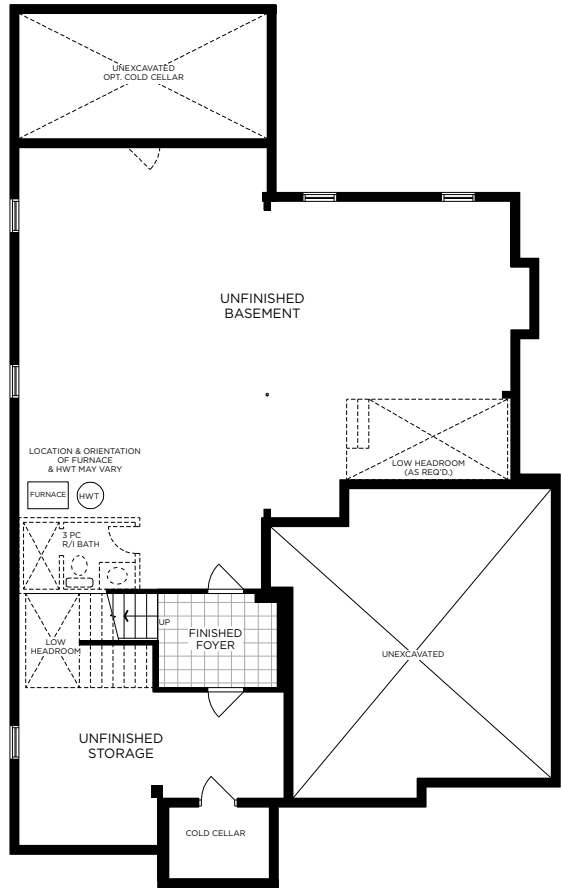 UNEXCAVATED
OPT. COLD CELLAR
UNFINISHED
BASEMENT
LOCATION & ORIENTATION
OF FURNACE
& HWT MAY VARY
LOW HEADROOM
(AS REQ'D.)
FURNACE
HWT
3 PC
R/I BATH
UP
FINISHED
FOYER
LOW
HEADROOM
UNEXCAVATED
UNFINISHED
STORAGE
COLD CELLAR